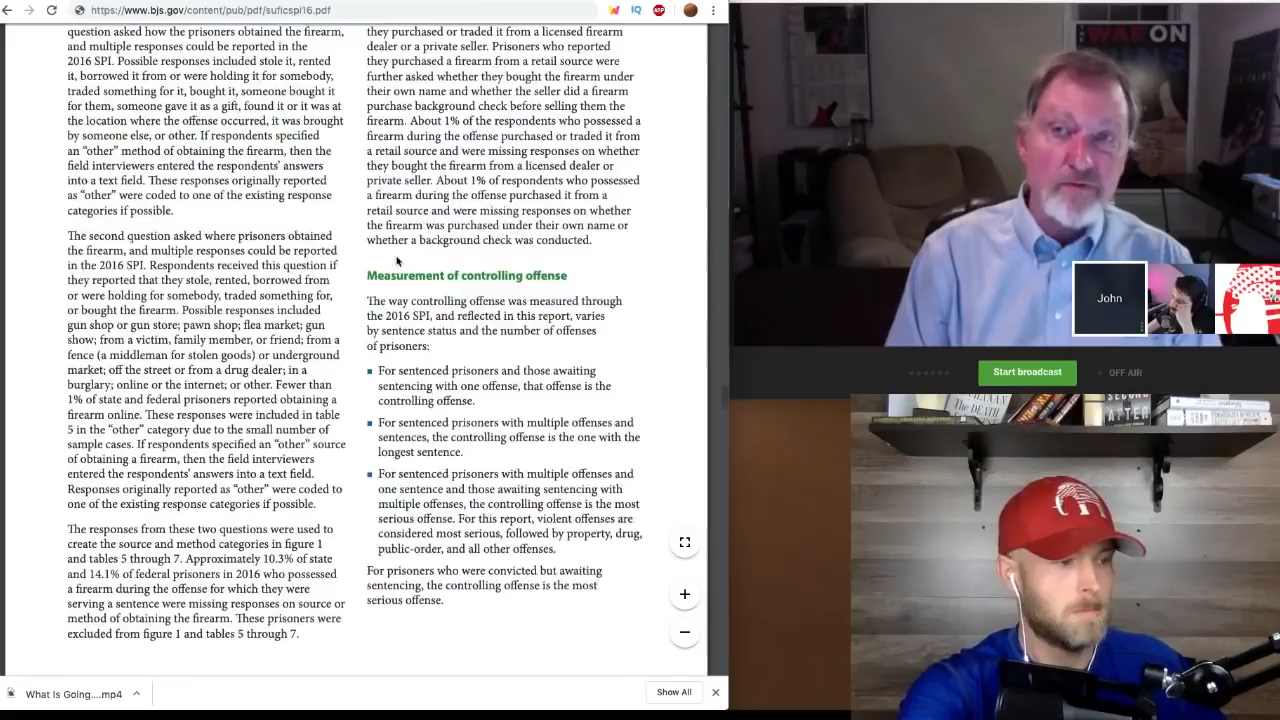 https://www.bjs.gov/content/pub/pdf/suficspi16.pdf
question asked how the prisoners obtained the firearm,
and multiple responses could be reported in the
2016 SPI. Possible responses included stole it, rented
it, borrowed it from or were holding it for somebody,
traded something for it, bought it, someone bought it
for them, someone gave it as a gift, found it or it was at
the location where the offense occurred, it was brought
by someone else, or other. If respondents specified
an “other” method of obtaining the firearm, then the
field interviewers entered the respondents’ answers
into a text field. These responses originally reported
as “other” were coded to one of the existing response
categories if possible.
The second question asked where prisoners obtained
the firearm, and multiple responses could be reported
in the 2016 SPI. Respondents received this question if
they reported that they stole, rented, borrowed from
or were holding for somebody, traded something for,
or bought the firearm. Possible responses included
gun shop or gun store; pawn shop; flea market; gun
show; from a victim, family member, or friend; from a
fence (a middleman for stolen goods) or underground
market; off the street or from a drug dealer; in a
burglary; online or the internet; or other. Fewer than
1% of state and federal prisoners reported obtaining a
firearm online. These responses were included in table
5 in the “other” category due to the small number of
sample cases. If respondents specified an “other” source
of obtaining a firearm, then the field interviewers
entered the respondents’ answers into a text field.
Responses originally reported as “other” were coded to
one of the existing response categories if possible.
The responses from these two questions were used to
create the source and method categories in figure 1
and tables 5 through 7. Approximately 10.3% of state
and 14.1% of federal prisoners in 2016 who possessed
a firearm during the offense for which they were
serving a sentence were missing responses on source or
method of obtaining the firearm. These prisoners were
excluded from figure 1 and tables 5 through 7.
they purchased or traded it from a licensed firearm
dealer or a private seller. Prisoners who reported
they purchased a firearm from a retail source were
further asked whether they bought the firearm under
their own name and whether the seller did a firearm
purchase background check before selling them the
firearm. About 1% of the respondents who possessed a
firearm during the offense purchased or traded it from
a retail source and were missing responses on whether
they bought the firearm from a licensed dealer or
private seller. About 1% of respondents who possessed
a firearm during the offense purchased it from a
retail source and were missing responses on whether
the firearm was purchased under their own name or
whether a background check was conducted.
Measurement of controlling offense
The way controlling offense was measured through
the 2016 SPI, and reflected in this report, varies
by sentence status and the number of offenses
of prisoners:
For sentenced prisoners and those awaiting
sentencing with one offense, that offense is the
controlling offense.
For sentenced prisoners with multiple offenses and
sentences, the controlling offense is the one with the
longest sentence.
For sentenced prisoners with multiple offenses and
one sentence and those awaiting sentencing with
multiple offenses, the controlling offense is the most
serious offense. For this report, violent offenses are
considered most serious, followed by property, drug,
public-order, and all other offenses.
For prisoners who were convicted but awaiting
sentencing, the controlling offense is the most
serious offense.
What Is Going....mp4
Show All
WAR ON
John
Start broadcast
OFF AIR
THE DEATH
SECOND
AFTER